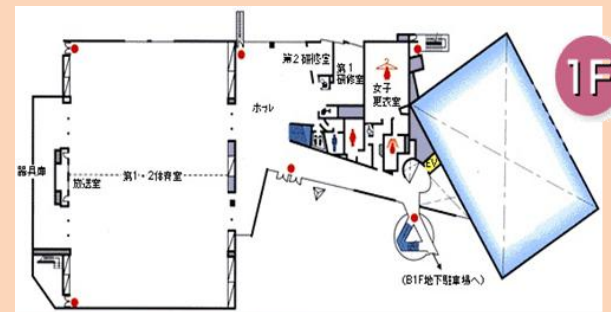 1F
第2研修室
第1
研修室
女子
更衣室
ホール
器具庫
放送室
第1・2体育室
(B1F地下駐車場へ)